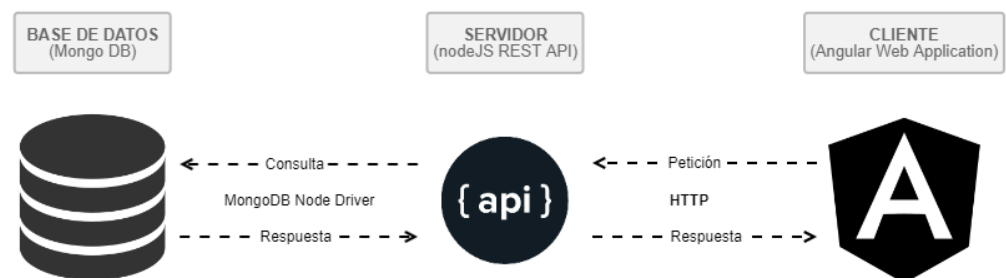 BASE DE DATOS
(Mongo DB)
SERVIDOR
(nodeJS REST API)
CLIENTE
(Angular Web Application)
Consulta
MongoDB Node Driver
Respuesta
{ api }
Petición
HTTP
Respuesta
A